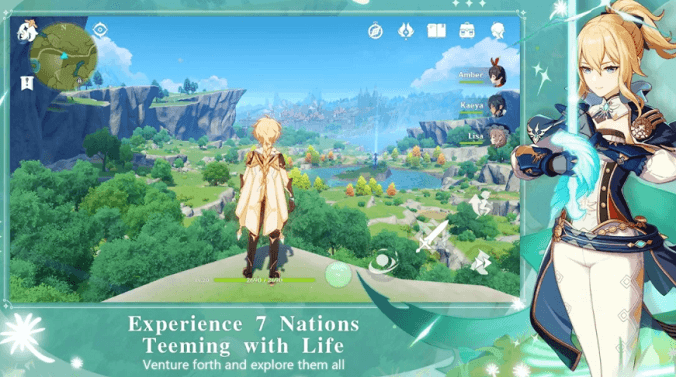 Amber
Kaeya
Lisa
Experience 7 Nations
Teeming with Life
Venture forth and explore them all